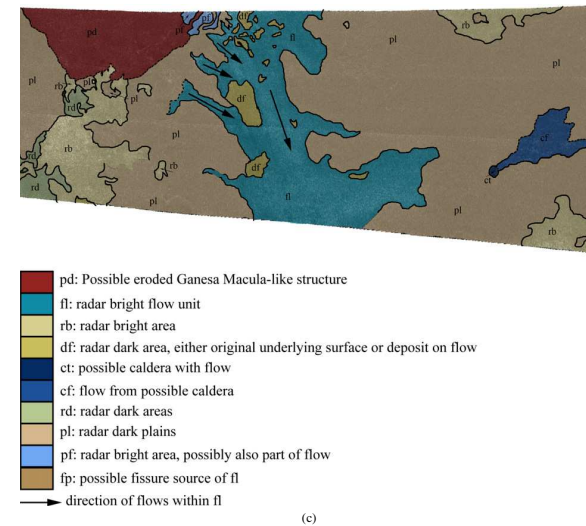 pd
pf
pf
df
fl
pl
rb
pl
rb
pl
pl
rd
df
cf
rd
rb
pl
rb
pl
ct
rd
df
pl
fl
pl
rb
pd: Possible eroded Ganesa Macula-like structure
fl: radar bright flow unit
rb: radar bright area
df: radar dark area, either original underlying surface or deposit on flow
ct: possible caldera with flow
cf: flow from possible caldera
rd: radar dark areas
pl: radar dark plains
pf: radar bright area, possibly also part of flow
fp: possible fissure source of fl
direction of flows within fl
(c)